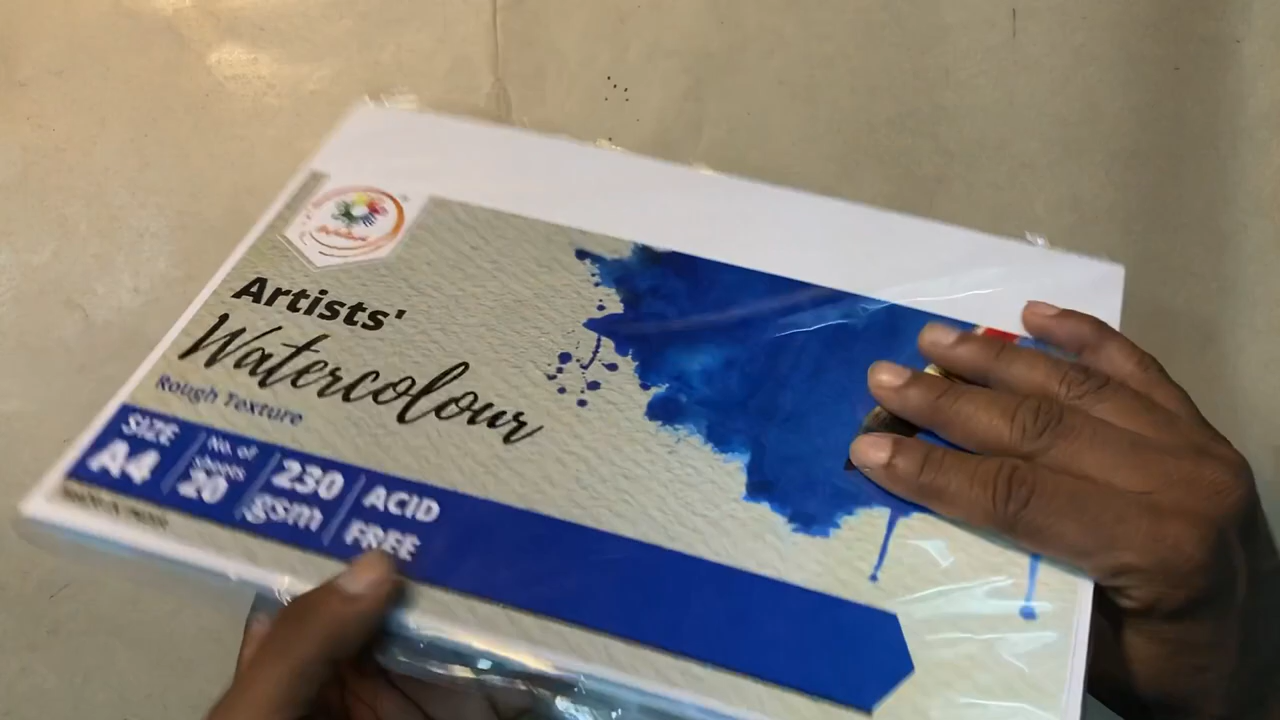 Artists'
Watercolour
Rough Texture
SIZE
A4
No. of
sheets
20
230
gsm
ACID
FREE